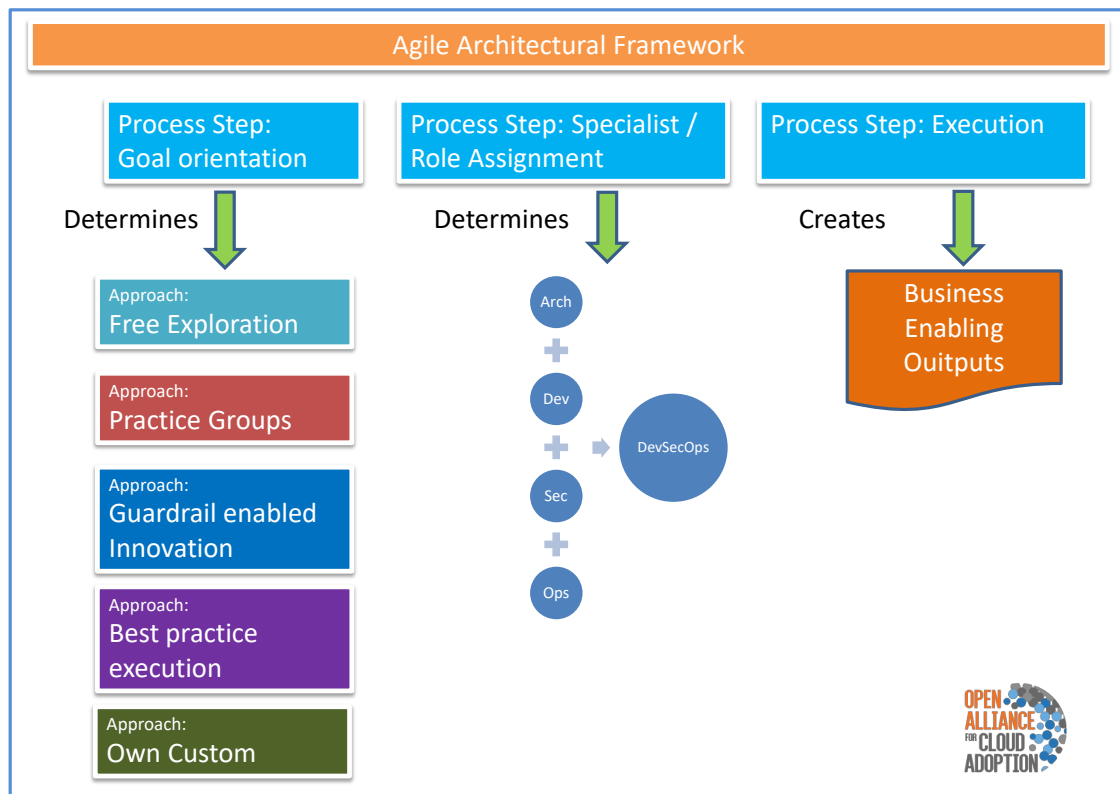 Agile Architectural Framework
Process Step:
Goal orientation
Determines
Approach:
Free Exploration
Approach:
Practice Groups
Approach:
Guardrail enabled
Innovation
Approach:
Best practice
execution
Approach:
Own Custom
Process Step: Specialist /
Role Assignment
Determines
Arch
Dev
Sec
Ops
DevSecOps
Process Step: Execution
Creates
Business
Enabling
Ouitputs
OPEN
ALLIANCE
FOR CLOUD
ADOPTION